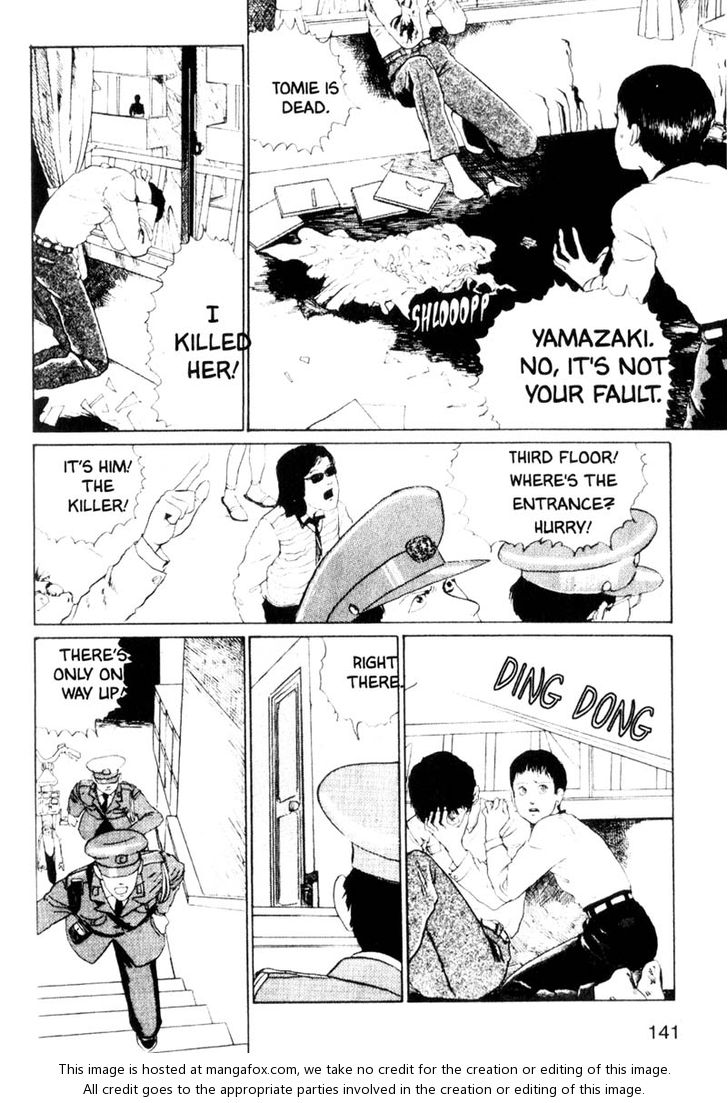 TOMIE IS
DEAD.
I
KILLED
HER!
SHLOOOPP
YAMAZAKI.
NO, IT'S NOT
YOUR FAULT.
IT'S HIM!
THE
KILLER!
THIRD FLOOR!
WHERE'S THE
ENTRANCE?
HURRY!
THERE'S
ONLY ON
WAY UP!
RIGHT
THERE.
DING DONG
141
This image is hosted at mangafox.com, we take no credit for the creation or editing of this image.
All credit goes to the appropriate parties involved in the creation or editing of this image.